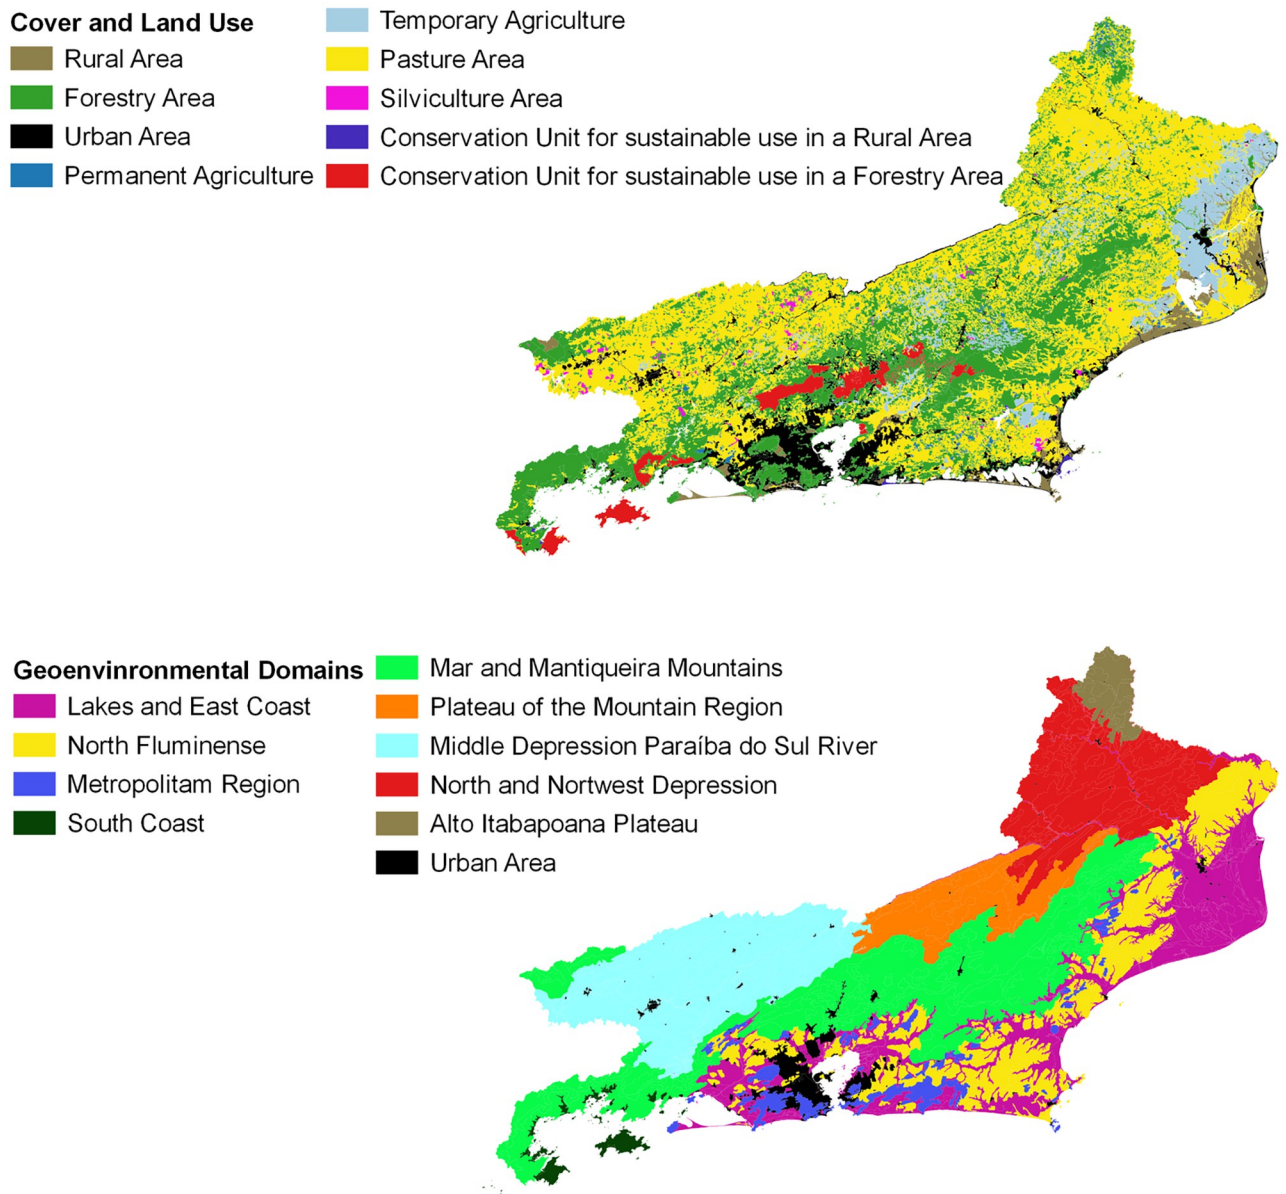 Cover and Land Use
Rural Area
Forestry Area
Urban Area
Permanent Agriculture
Temporary Agriculture
Pasture Area
Silviculture Area
Conservation Unit for sustainable use in a Rural Area
Conservation Unit for sustainable use in a Forestry Area
Geoenvinronmental Domains
Lakes and East Coast
North Fluminense
Metropolitam Region
South Coast
Mar and Mantiqueira Mountains
Plateau of the Mountain Region
Middle Depression Paraíba do Sul River
North and Nortwest Depression
Alto Itabapoana Plateau
Urban Area